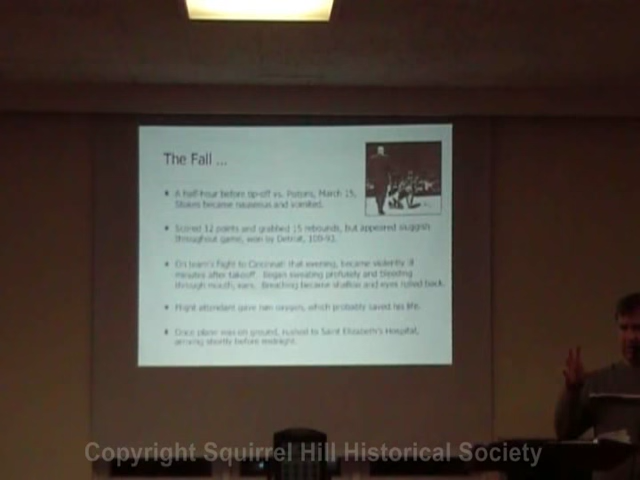 The Fall ...
A half-hour before tip-off vs. Pistons, March 15,
Stokes became nauseous and vomited.
Scored 12 points and grabbed 15 rebounds, but appeared sluggish
throughout game, won by Detroit,
On team's flight to Cincinnati that evening, became violently ill
minutes after takeoff. Began sweating profusely and bleeding
through mouth, ears. Breathing became shallow and eyes rolled back.
Flight attendant gave him oxygen, which probably saved his life.
Once plane was on ground, rushed to Saint Elizabeth's Hospital,
arriving shortly before midnight.
Copyright Squirrel Hill Historical Society